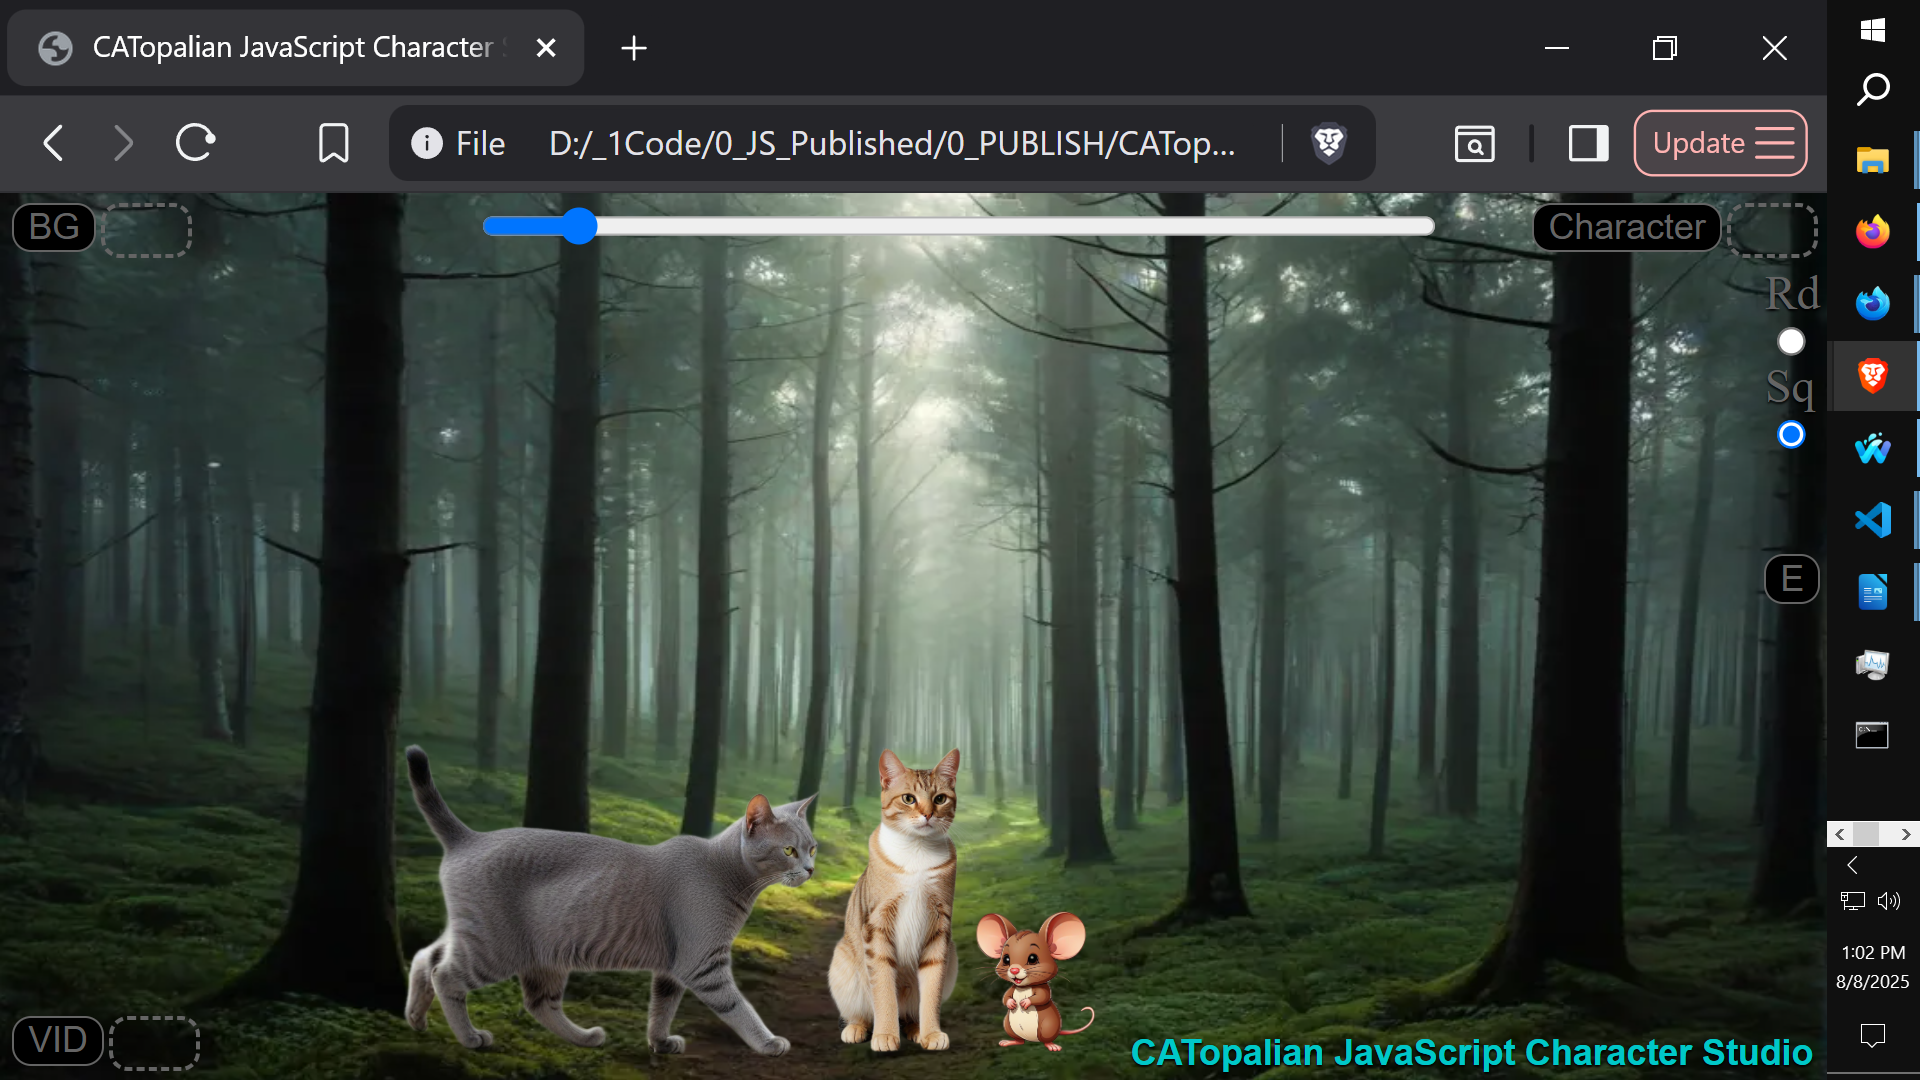 CATopalian JavaScript Character
File D:/_1Code/0_JS_Published/0_PUBLISH/CATop...
Update
BG
Character
Rd
Sq
E
VID
CATopalian JavaScript Character Studio
1:02 PM
8/8/2025